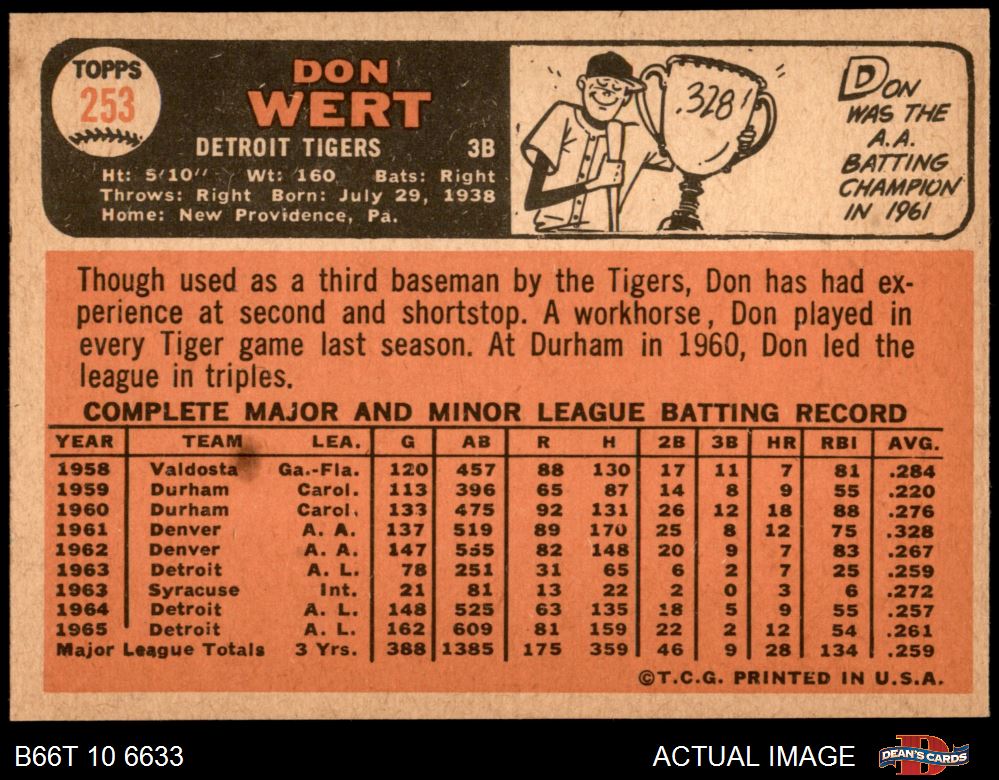 TOPPS
253
DON
WERT
DETROIT TIGERS 3B
Ht: 5'10" Wt: 160 Bats: Right
Throws: Right Born: July 29, 1938
Home: New Providence, Pa.
.328!
DON
WAS THE
A.A.
BATTING
CHAMPION
IN 1961
Though used as a third baseman by the Tigers, Don has had ex-
perience at second and shortstop. A workhorse, Don played in
every Tiger game last season. At Durham in 1960, Don led the
league in triples.
COMPLETE MAJOR AND MINOR LEAGUE BATTING RECORD
YEAR TEAM LEA. G AB R H 2B 3B HR RBI AVG.
1958 Valdosta Ga.-Fla. 120 457 88 130 17 11 7 81 .284
1959 Durham Carol. 113 396 65 87 14 8 9 55 .220
1960 Durham Carol. 133 475 92 131 26 12 18 88 .276
1961 Denver A. A. 137 519 89 170 25 8 12 75 .328
1962 Denver A. A. 147 555 82 148 20 9 7 83 .267
1963 Detroit A. L. 78 251 31 65 6 2 7 25 .259
1963 Syracuse Int. 21 81 13 22 2 0 3 6 .272
1964 Detroit A. L. 148 525 63 135 18 5 9 55 .257
1965 Detroit A. L. 162 609 81 159 22 2 12 54 .261
Major League Totals 3 Yrs. 388 1385 175 359 46 9 28 134 .259
©T.C.G. PRINTED IN U.S.A.
B66T 10 6633
ACTUAL IMAGE
DEAN'S CARDS